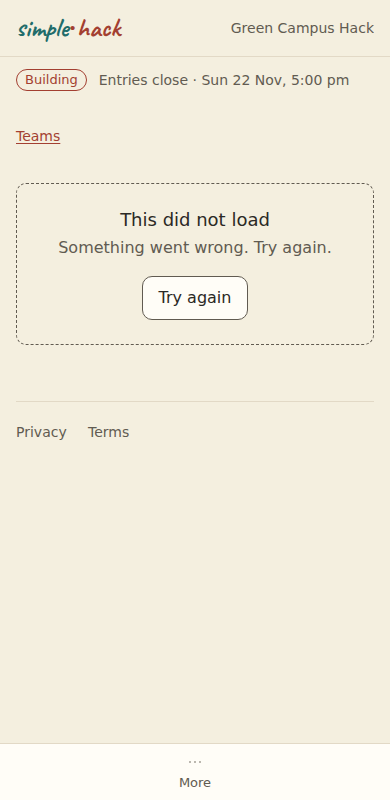 simple·hack
Green Campus Hack
Building
Entries close · Sun 22 Nov, 5:00 pm
Teams
This did not load
Something went wrong. Try again.
Try again
Privacy
Terms
···
More